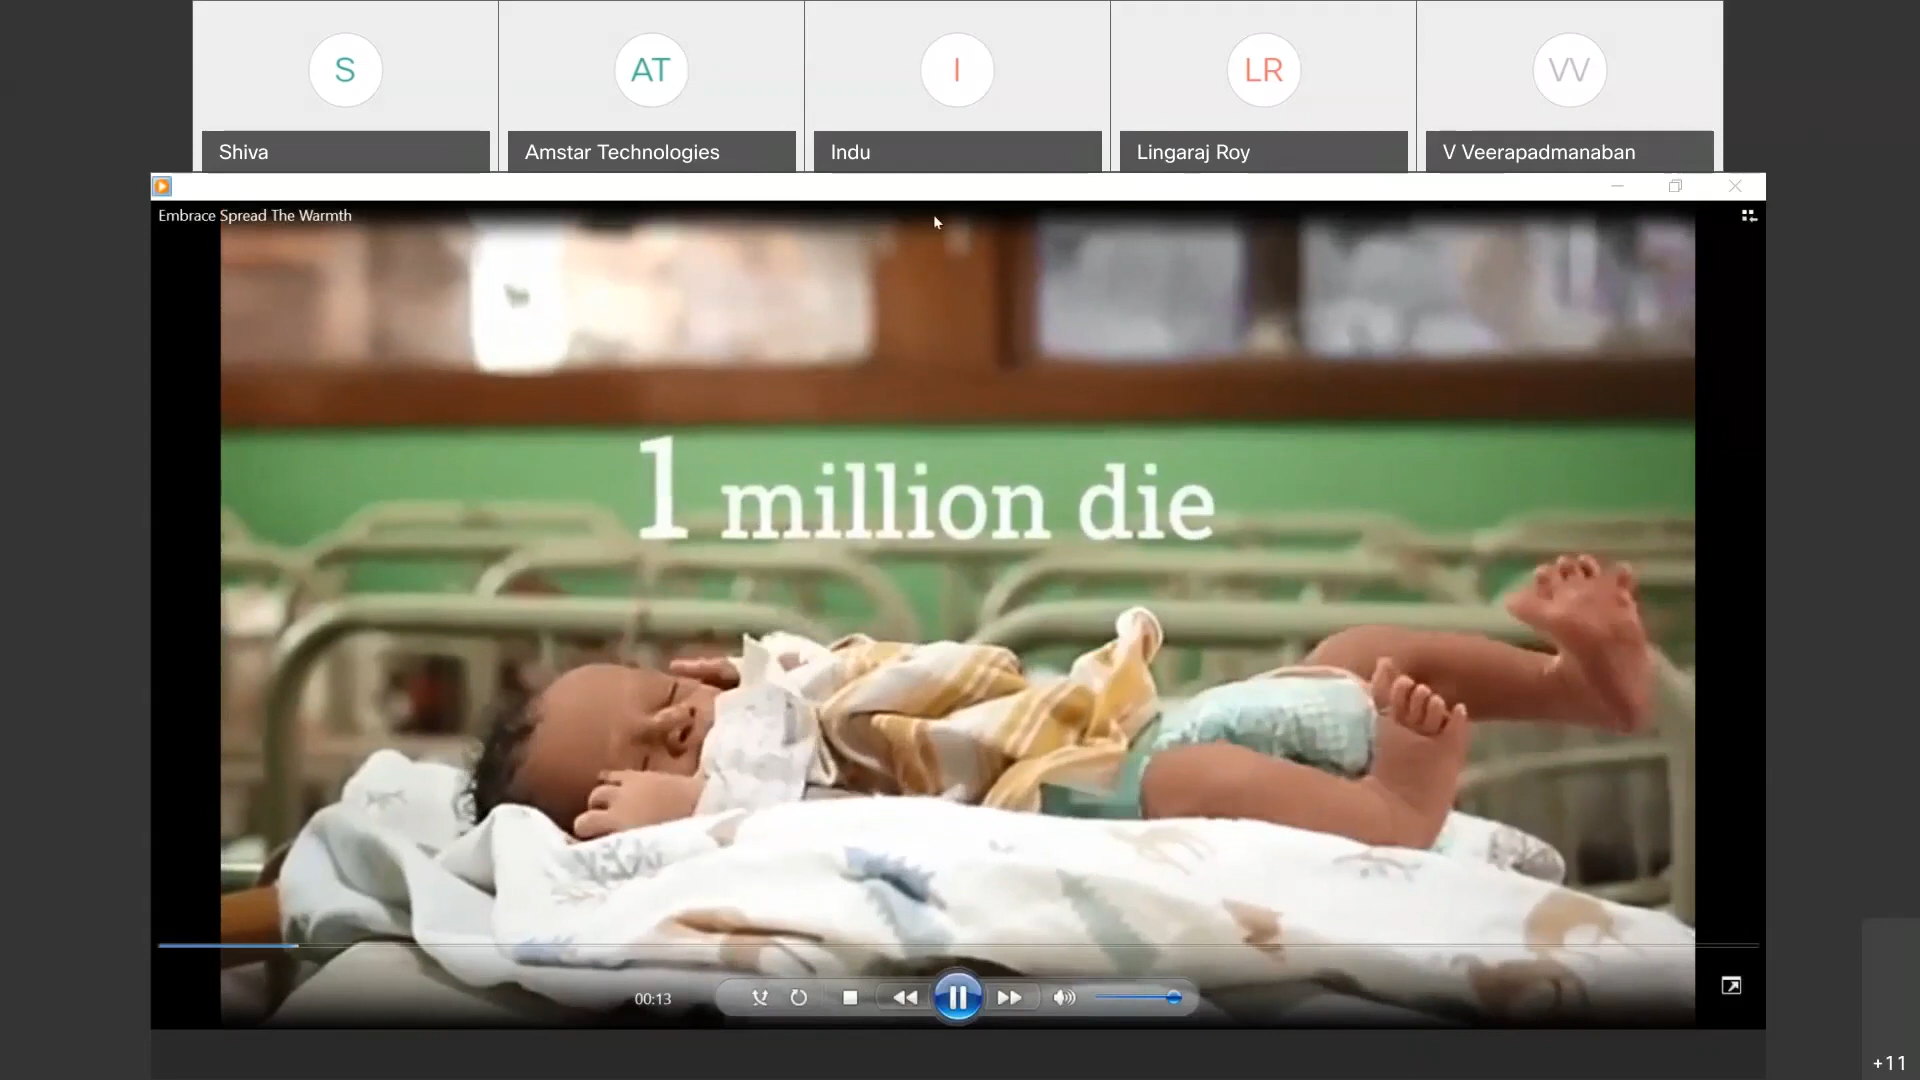 S
AT
I
LR
VV
Shiva
Amstar Technologies
Indu
Lingaraj Roy
V Veerapadmanaban
Embrace Spread The Warmth
1 million die
00:13
+11